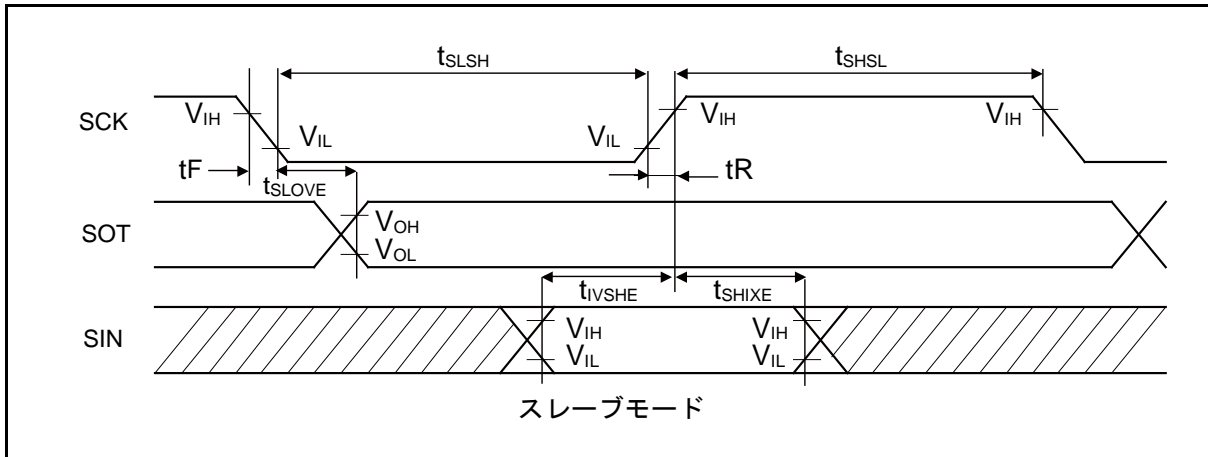 tSLSH
tSHSL
SCK
VIH
VIL
VIL
VIH
VIH
tF
tSLOVE
tR
SOT
VOH
VOL
tIVSHE
tSHIXE
SIN
VIH
VIL
VIH
VIL
スレーブモード